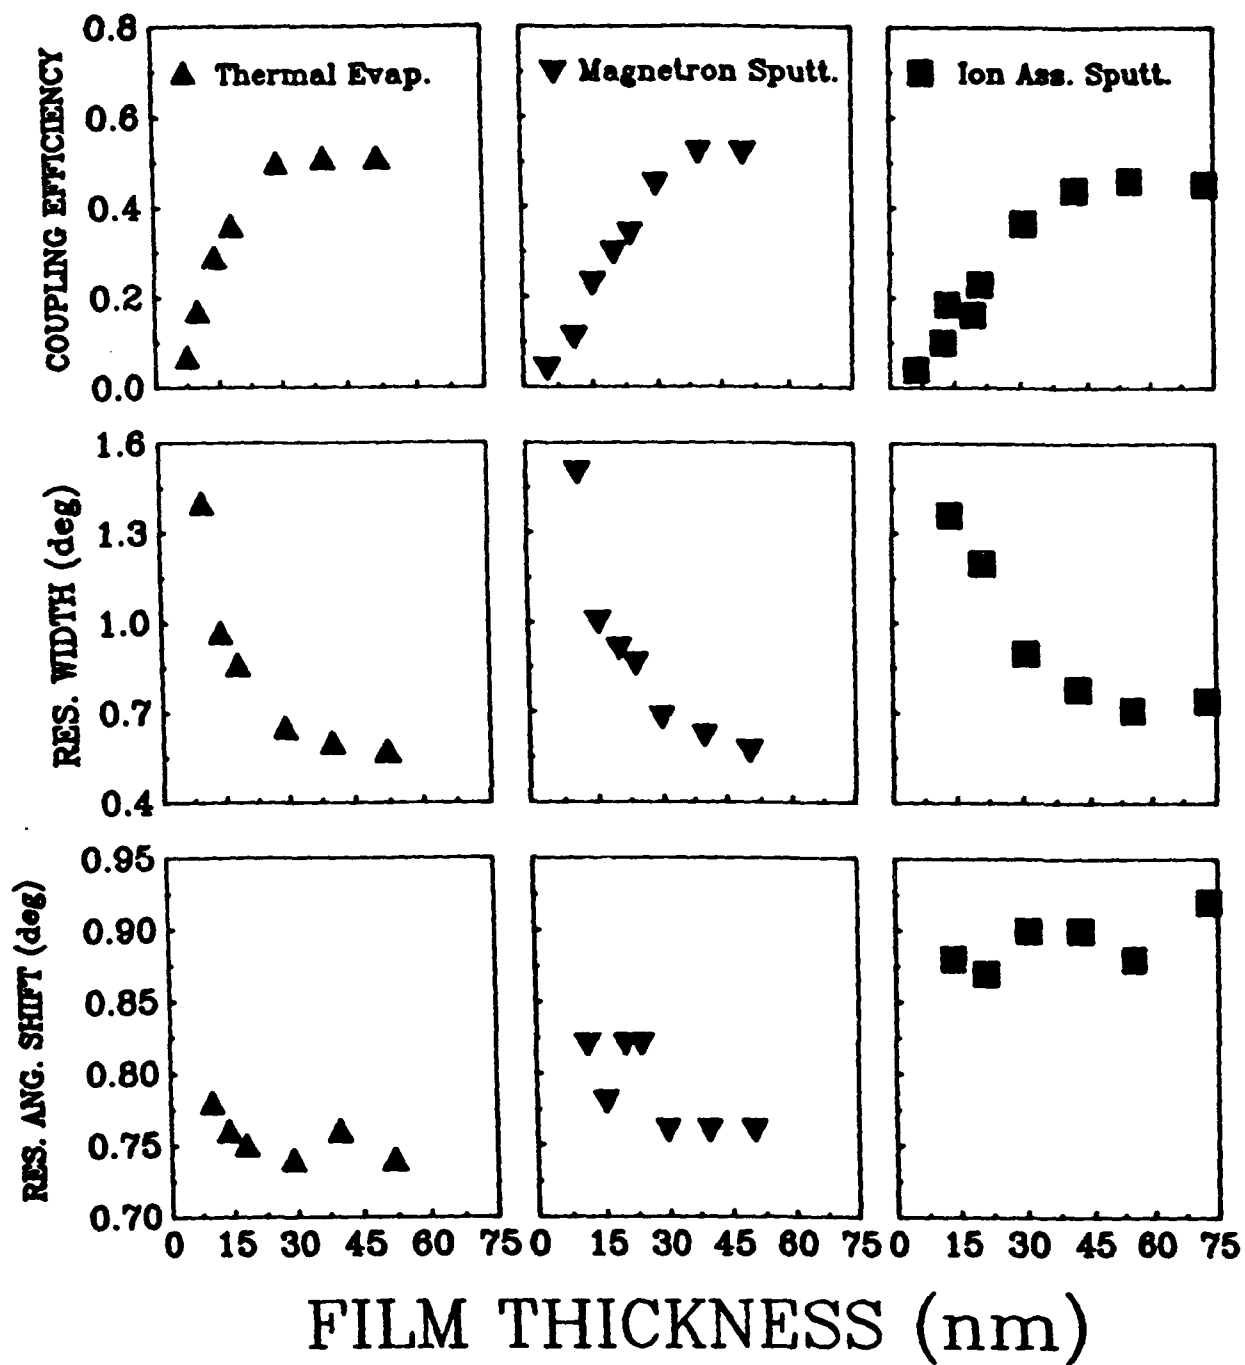 0.8
0.6
0.4
0.2
0.0
COUPLING EFFICIENCY
Thermal Evap.
Magnetron Sputt.
Ion Ass. Sputt.
1.6
1.3
1.0
0.7
0.4
RES. WIDTH (deg)
0.95
0.90
0.85
0.80
0.75
0.70
RES. ANG. SHIFT (deg)
0 15 30 45 60 75 0 15 30 45 60 75 0 15 30 45 60 75
FILM THICKNESS (nm)